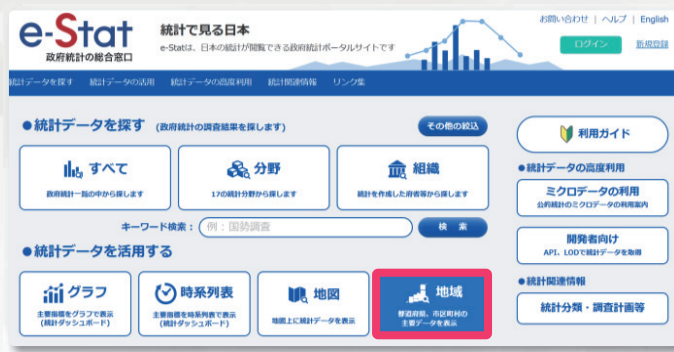 e-Stat
政府統計の総合窓口
統計で見る日本
e-Statは、日本の統計が閲覧できる政府統計ポータルサイトです
お問い合わせ | ヘルプ | English
ログイン 新規登録
統計データを探す 統計データの活用 統計データの高度利用 統計関連情報 リンク集
●統計データを探す (政府統計の調査結果を探します)
その他の絞込
すべて
政府統計一覧の中から探します
分野
17の統計分野から探します
組織
統計を作成した府省等から探します
キーワード検索： 例：国勢調査
検 索
●統計データを活用する
グラフ
主要指標をグラフで表示
(統計ダッシュボード)
時系列表
主要指標を時系列表で表示
(統計ダッシュボード)
地図
地図上に統計データを表示
地域
都道府県、市区町村の
主要データを表示
利用ガイド
●統計データの高度利用
ミクロデータの利用
公的統計のミクロデータの利用案内
開発者向け
API、LODで統計データを取得
●統計関連情報
統計分類・調査計画等